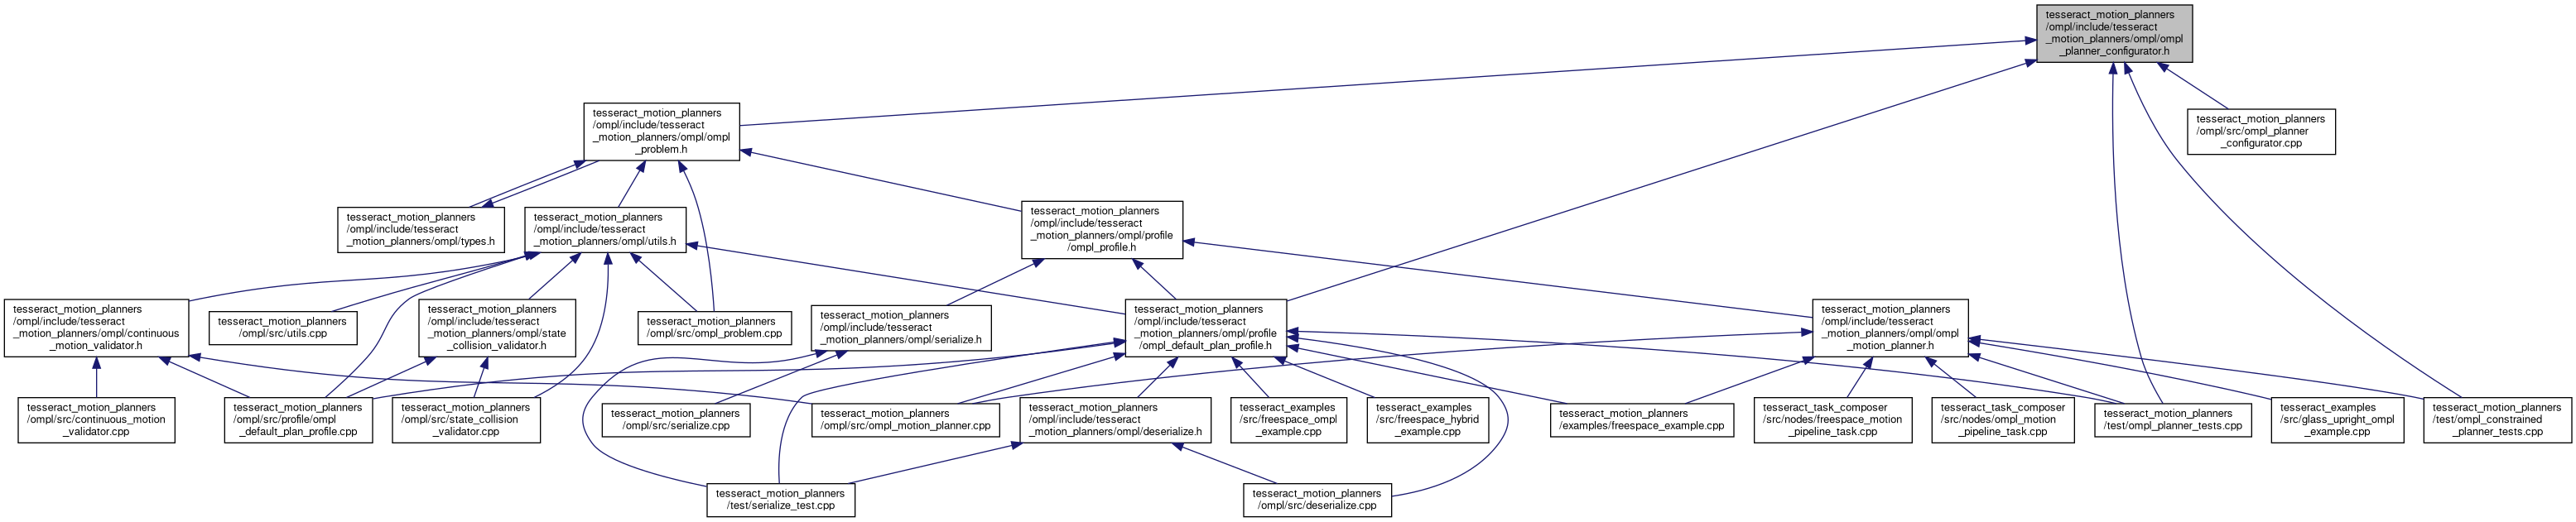 tesseract_motion_planners
/ompl/include/tesseract
_motion_planners/ompl/ompl
_planner_configurator.h
tesseract_motion_planners
/ompl/include/tesseract
_motion_planners/ompl/ompl
_problem.h
tesseract_motion_planners
/ompl/src/ompl_planner
_configurator.cpp
tesseract_motion_planners
/ompl/include/tesseract
_motion_planners/ompl/types.h
tesseract_motion_planners
/ompl/include/tesseract
_motion_planners/ompl/utils.h
tesseract_motion_planners
/ompl/include/tesseract
_motion_planners/ompl/profile
/ompl_profile.h
tesseract_motion_planners
/ompl/include/tesseract
_motion_planners/ompl/continuous
_motion_validator.h
tesseract_motion_planners
/ompl/src/utils.cpp
tesseract_motion_planners
/ompl/include/tesseract
_motion_planners/ompl/state
_collision_validator.h
tesseract_motion_planners
/ompl/src/ompl_problem.cpp
tesseract_motion_planners
/ompl/include/tesseract
_motion_planners/ompl/serialize.h
tesseract_motion_planners
/ompl/include/tesseract
_motion_planners/ompl/profile
/ompl_default_plan_profile.h
tesseract_motion_planners
/ompl/include/tesseract
_motion_planners/ompl/ompl
_motion_planner.h
tesseract_motion_planners
/ompl/src/continuous_motion
_validator.cpp
tesseract_motion_planners
/ompl/src/profile/ompl
_default_plan_profile.cpp
tesseract_motion_planners
/ompl/src/state_collision
_validator.cpp
tesseract_motion_planners
/ompl/src/serialize.cpp
tesseract_motion_planners
/ompl/src/ompl_motion_planner.cpp
tesseract_motion_planners
/ompl/include/tesseract
_motion_planners/ompl/deserialize.h
tesseract_examples
/src/freespace_ompl
_example.cpp
tesseract_examples
/src/freespace_hybrid
_example.cpp
tesseract_motion_planners
/examples/freespace_example.cpp
tesseract_task_composer
/src/nodes/freespace_motion
_pipeline_task.cpp
tesseract_task_composer
/src/nodes/ompl_motion
_pipeline_task.cpp
tesseract_motion_planners
/test/ompl_planner_tests.cpp
tesseract_examples
/src/glass_upright_ompl
_example.cpp
tesseract_motion_planners
/test/ompl_constrained
_planner_tests.cpp
tesseract_motion_planners
/test/serialize_test.cpp
tesseract_motion_planners
/ompl/src/deserialize.cpp